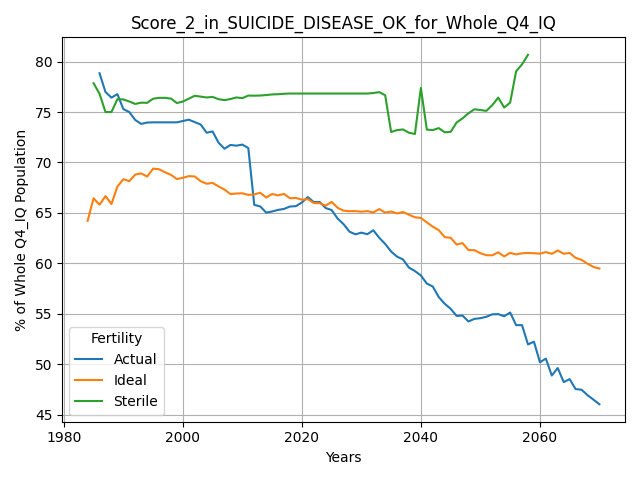 Score_2_in_SUICIDE_DISEASE_OK_for_Whole_Q4_IQ
% of Whole Q4_IQ Population
80
75
70
65
60
55
50
45
Fertility
Actual
Ideal
Sterile
1980 2000 2020 2040 2060
Years